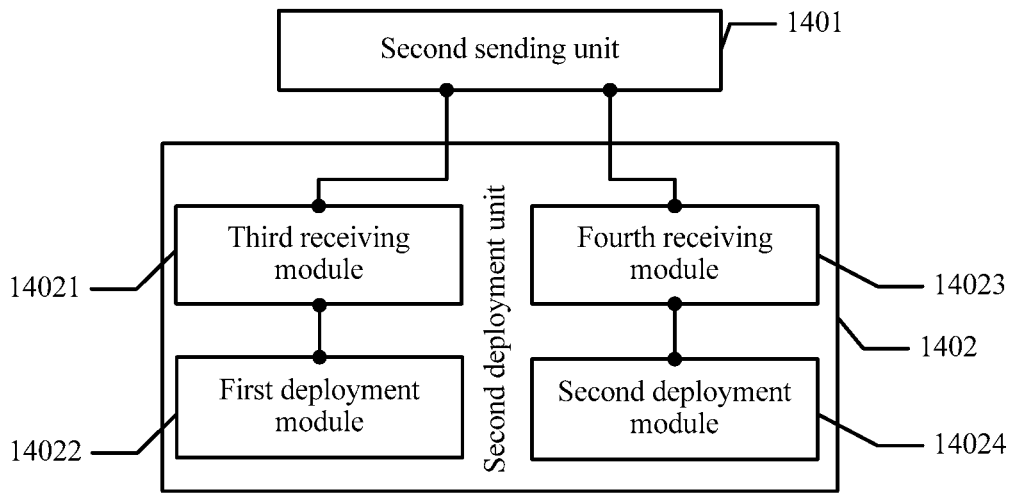 Second sending unit
1401
Third receiving
module
Second deployment unit
Fourth receiving
module
14021
14023
1402
First deployment
module
Second deployment
module
14022
14024